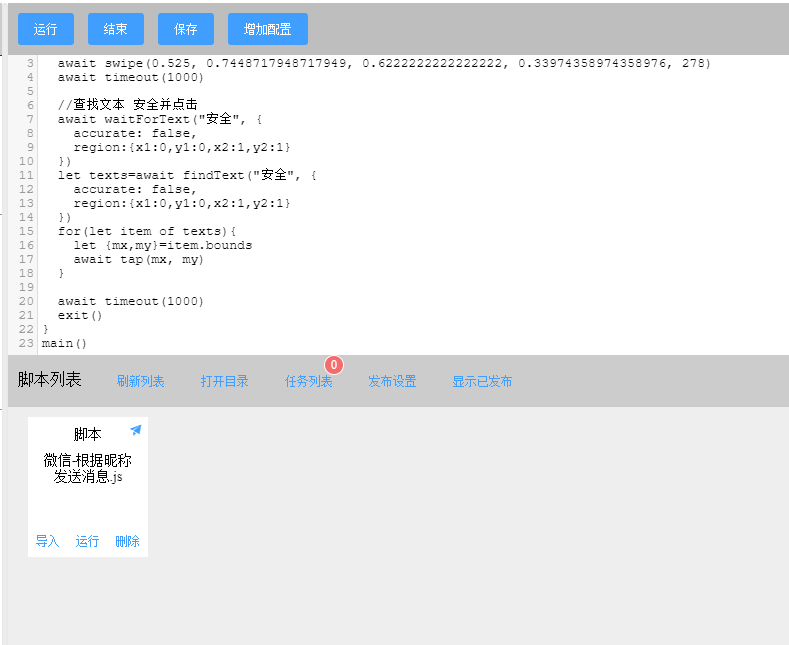 运行 结束 保存 增加配置
3 await swipe(0.525, 0.7448717948717949, 0.6222222222222222, 0.33974358974358976, 278)
4 await timeout(1000)
5
6 //查找文本 安全并点击
7 await waitForText("安全", {
8 accurate: false,
9 region:{x1:0,y1:0,x2:1,y2:1}
10 })
11 let texts=await findText("安全", {
12 accurate: false,
13 region:{x1:0,y1:0,x2:1,y2:1}
14 })
15 for(let item of texts){
16 let {mx,my}=item.bounds
17 await tap(mx, my)
18 }
19
20 await timeout(1000)
21 exit()
22 }
23 main()
脚本列表 刷新列表 打开目录 任务列表 0 发布设置 显示已发布
脚本
微信-根据昵称
发送消息.js
导入 运行 删除